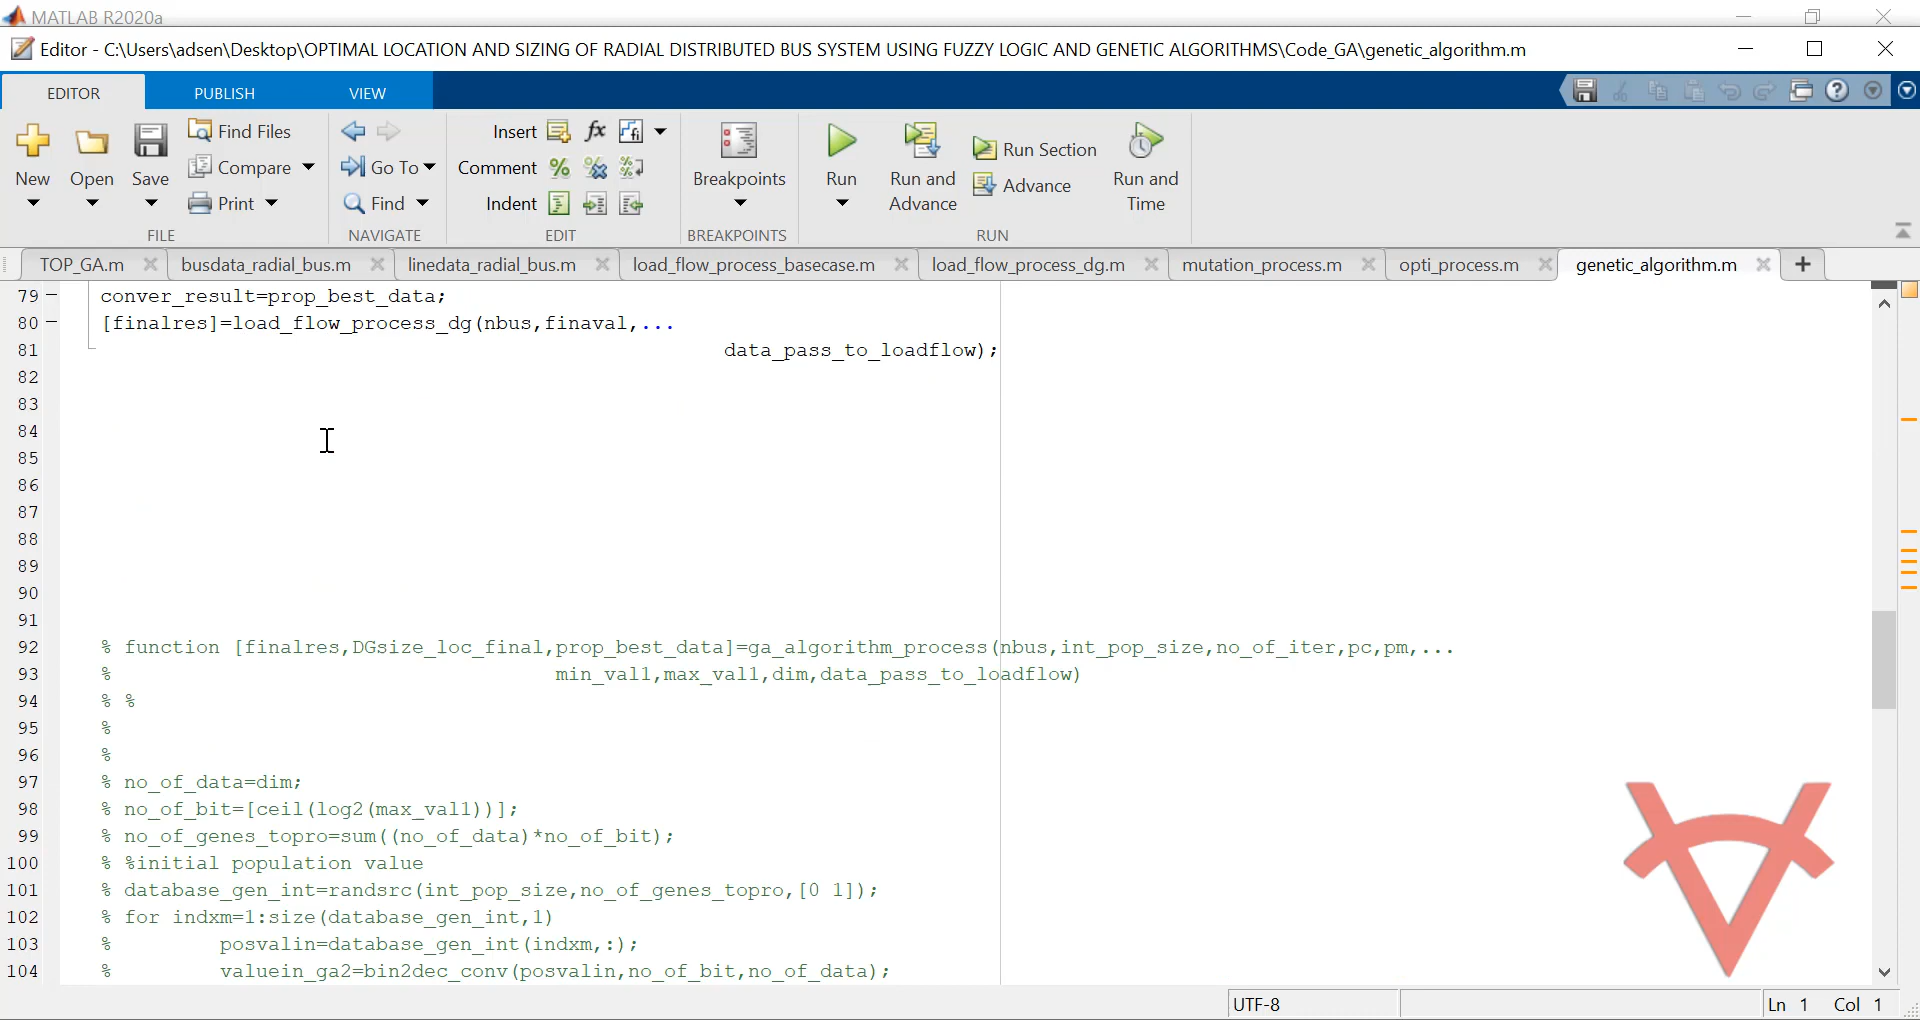 MATLAB R2020a
Editor - C:\Users\adsen\Desktop\OPTIMAL LOCATION AND SIZING OF RADIAL DISTRIBUTED BUS SYSTEM USING FUZZY LOGIC AND GENETIC ALGORITHMS\Code_GA\genetic_algorithm.m
EDITOR PUBLISH VIEW
New Open Save Find Files Compare Print
Go To Find
Insert fx
Comment
Indent
Breakpoints
Run Run and Advance Run Section Advance Run and Time
FILE NAVIGATE EDIT BREAKPOINTS RUN
TOP_GA.m busdata_radial_bus.m linedata_radial_bus.m load_flow_process_basecase.m load_flow_process_dg.m mutation_process.m opti_process.m genetic_algorithm.m
79 conver_result=prop_best_data;
80 [finalres]=load_flow_process_dg(nbus,finaval,...
81 data_pass_to_loadflow);
82
83
84
85
86
87
88
89
90
91
92 % function [finalres,DGsize_loc_final,prop_best_data]=ga_algorithm_process(nbus,int_pop_size,no_of_iter,pc,pm,...
93 % min_val1,max_val1,dim,data_pass_to_loadflow)
94 % %
95 %
96 %
97 % no_of_data=dim;
98 % no_of_bit=[ceil(log2(max_val1))];
99 % no_of_genes_topro=sum((no_of_data)*no_of_bit);
100 % %initial population value
101 % database_gen_int=randsrc(int_pop_size,no_of_genes_topro,[0 1]);
102 % for indxm=1:size(database_gen_int,1)
103 % posvalin=database_gen_int(indxm,:);
104 % valuein_ga2=bin2dec_conv(posvalin,no_of_bit,no_of_data);
UTF-8 Ln 1 Col 1